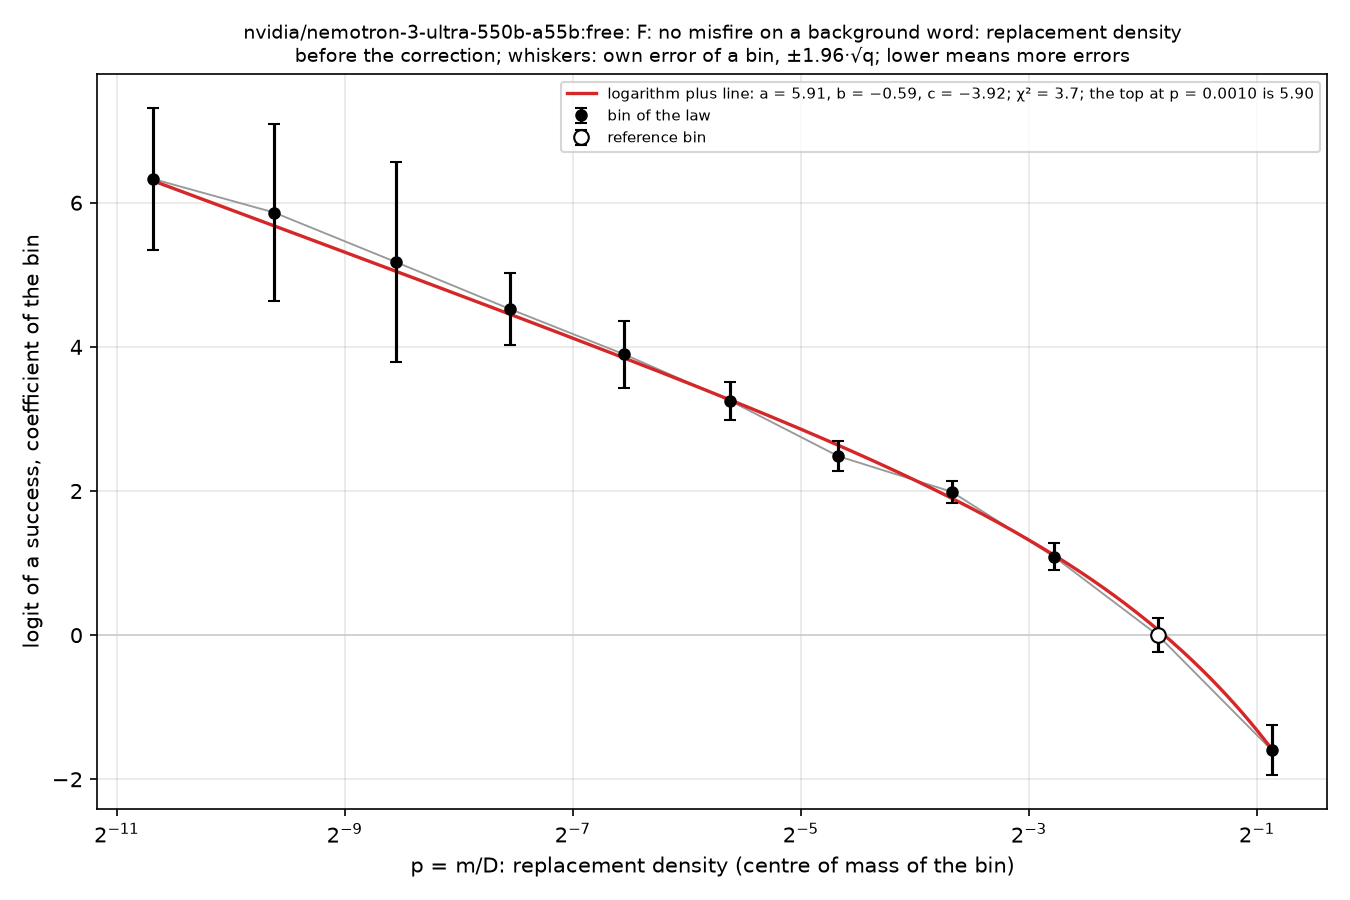 nvidia/nemotron-3-ultra-550b-a55b:free: F: no misfire on a background word: replacement density
before the correction; whiskers: own error of a bin, ±1.96·√q; lower means more errors
logarithm plus line: a = 5.91, b = −0.59, c = −3.92; χ² = 3.7; the top at p = 0.0010 is 5.90
bin of the law
reference bin
logit of a success, coefficient of the bin
6
4
2
0
−2
2⁻¹¹
2⁻⁹
2⁻⁷
2⁻⁵
2⁻³
2⁻¹
p = m/D: replacement density (centre of mass of the bin)